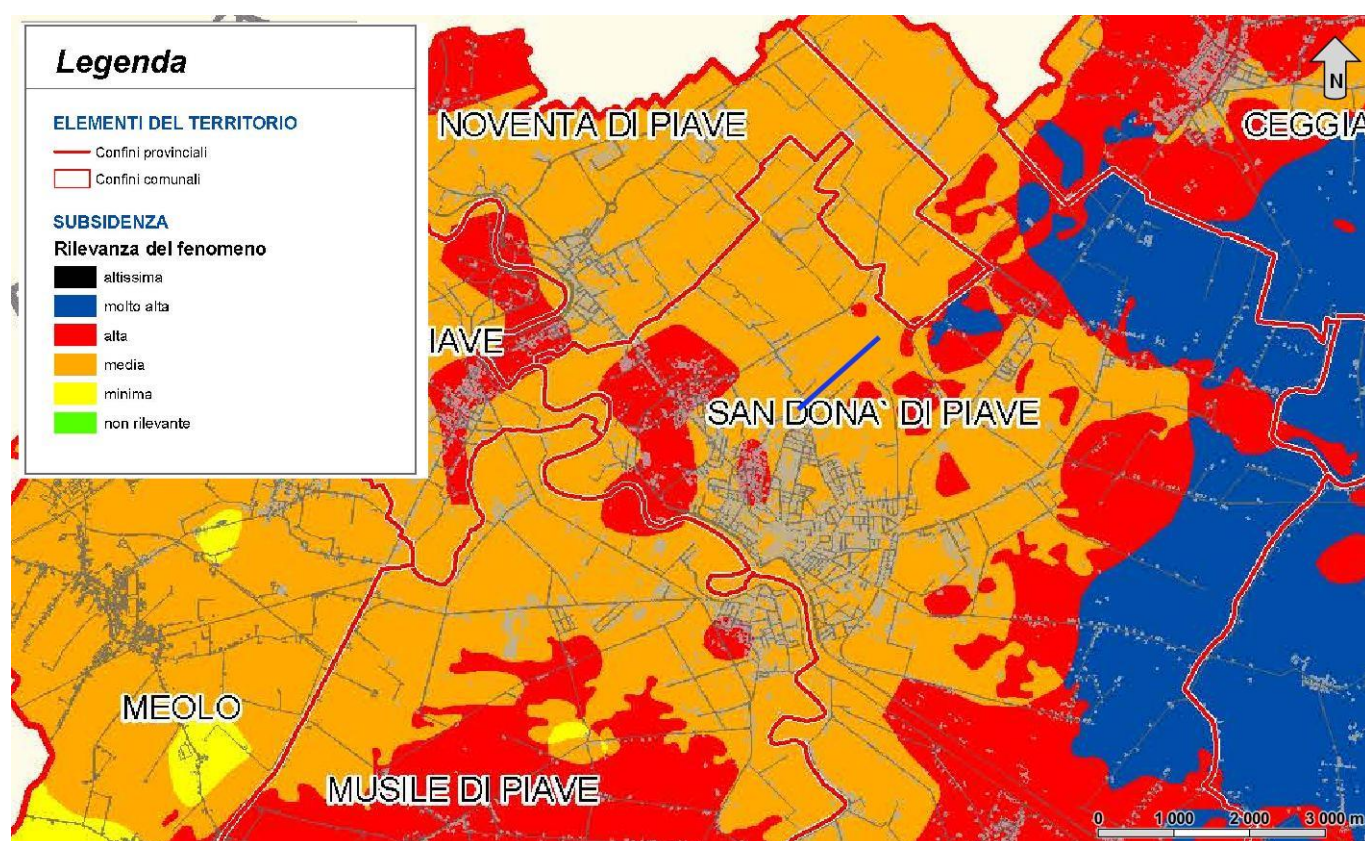 Legenda
ELEMENTI DEL TERRITORIO
Confini provinciali
Confini comunali
SUBSIDENZA
Rilevanza del fenomeno
altissima
molto alta
alta
media
minima
non rilevante
NOVENTA DI PIAVE
CEGGIA
N
IAVE
SAN DONA` DI PIAVE
MEOLO
MUSILE DI PIAVE
0 1 000 2 000 3 000 m